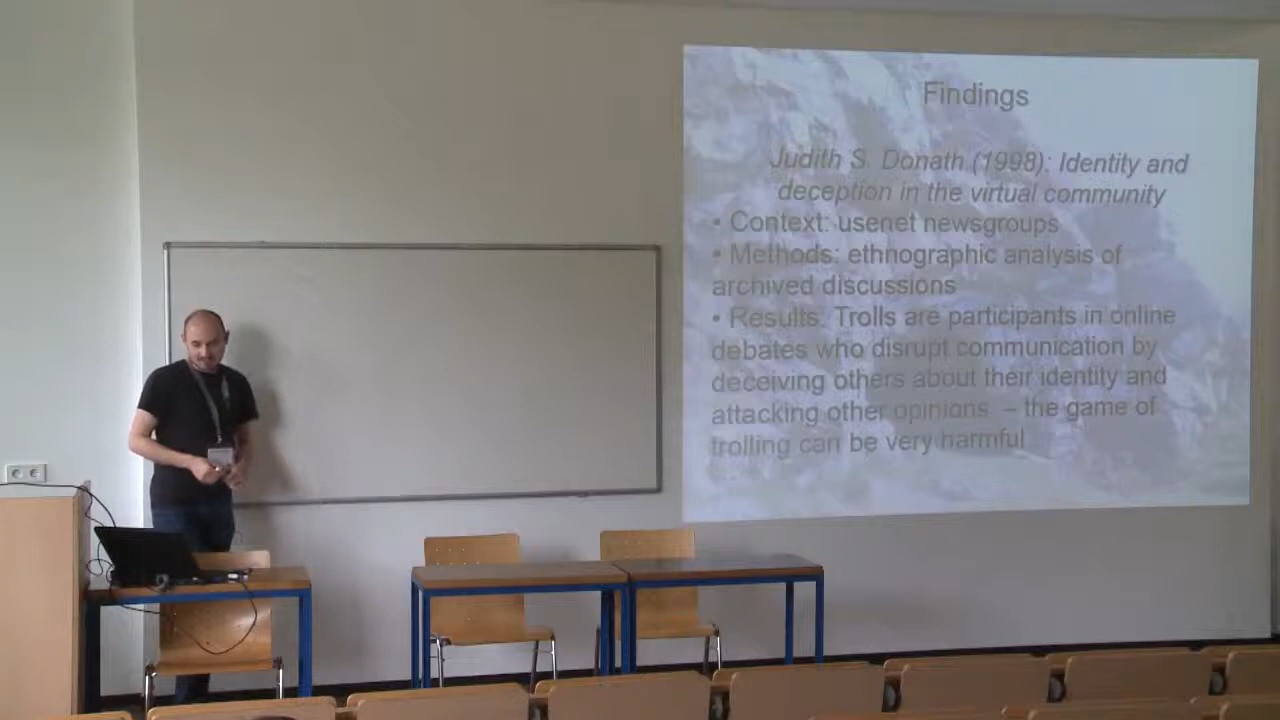 Findings
Judith S. Donath (1998): Identity and
deception in the virtual community
• Context: usenet newsgroups
• Methods: ethnographic analysis of
archived discussions
• Results: Trolls are participants in online
debates who disrupt communication by
deceiving others about their identity and
attacking other opinions – the game of
trolling can be very harmful